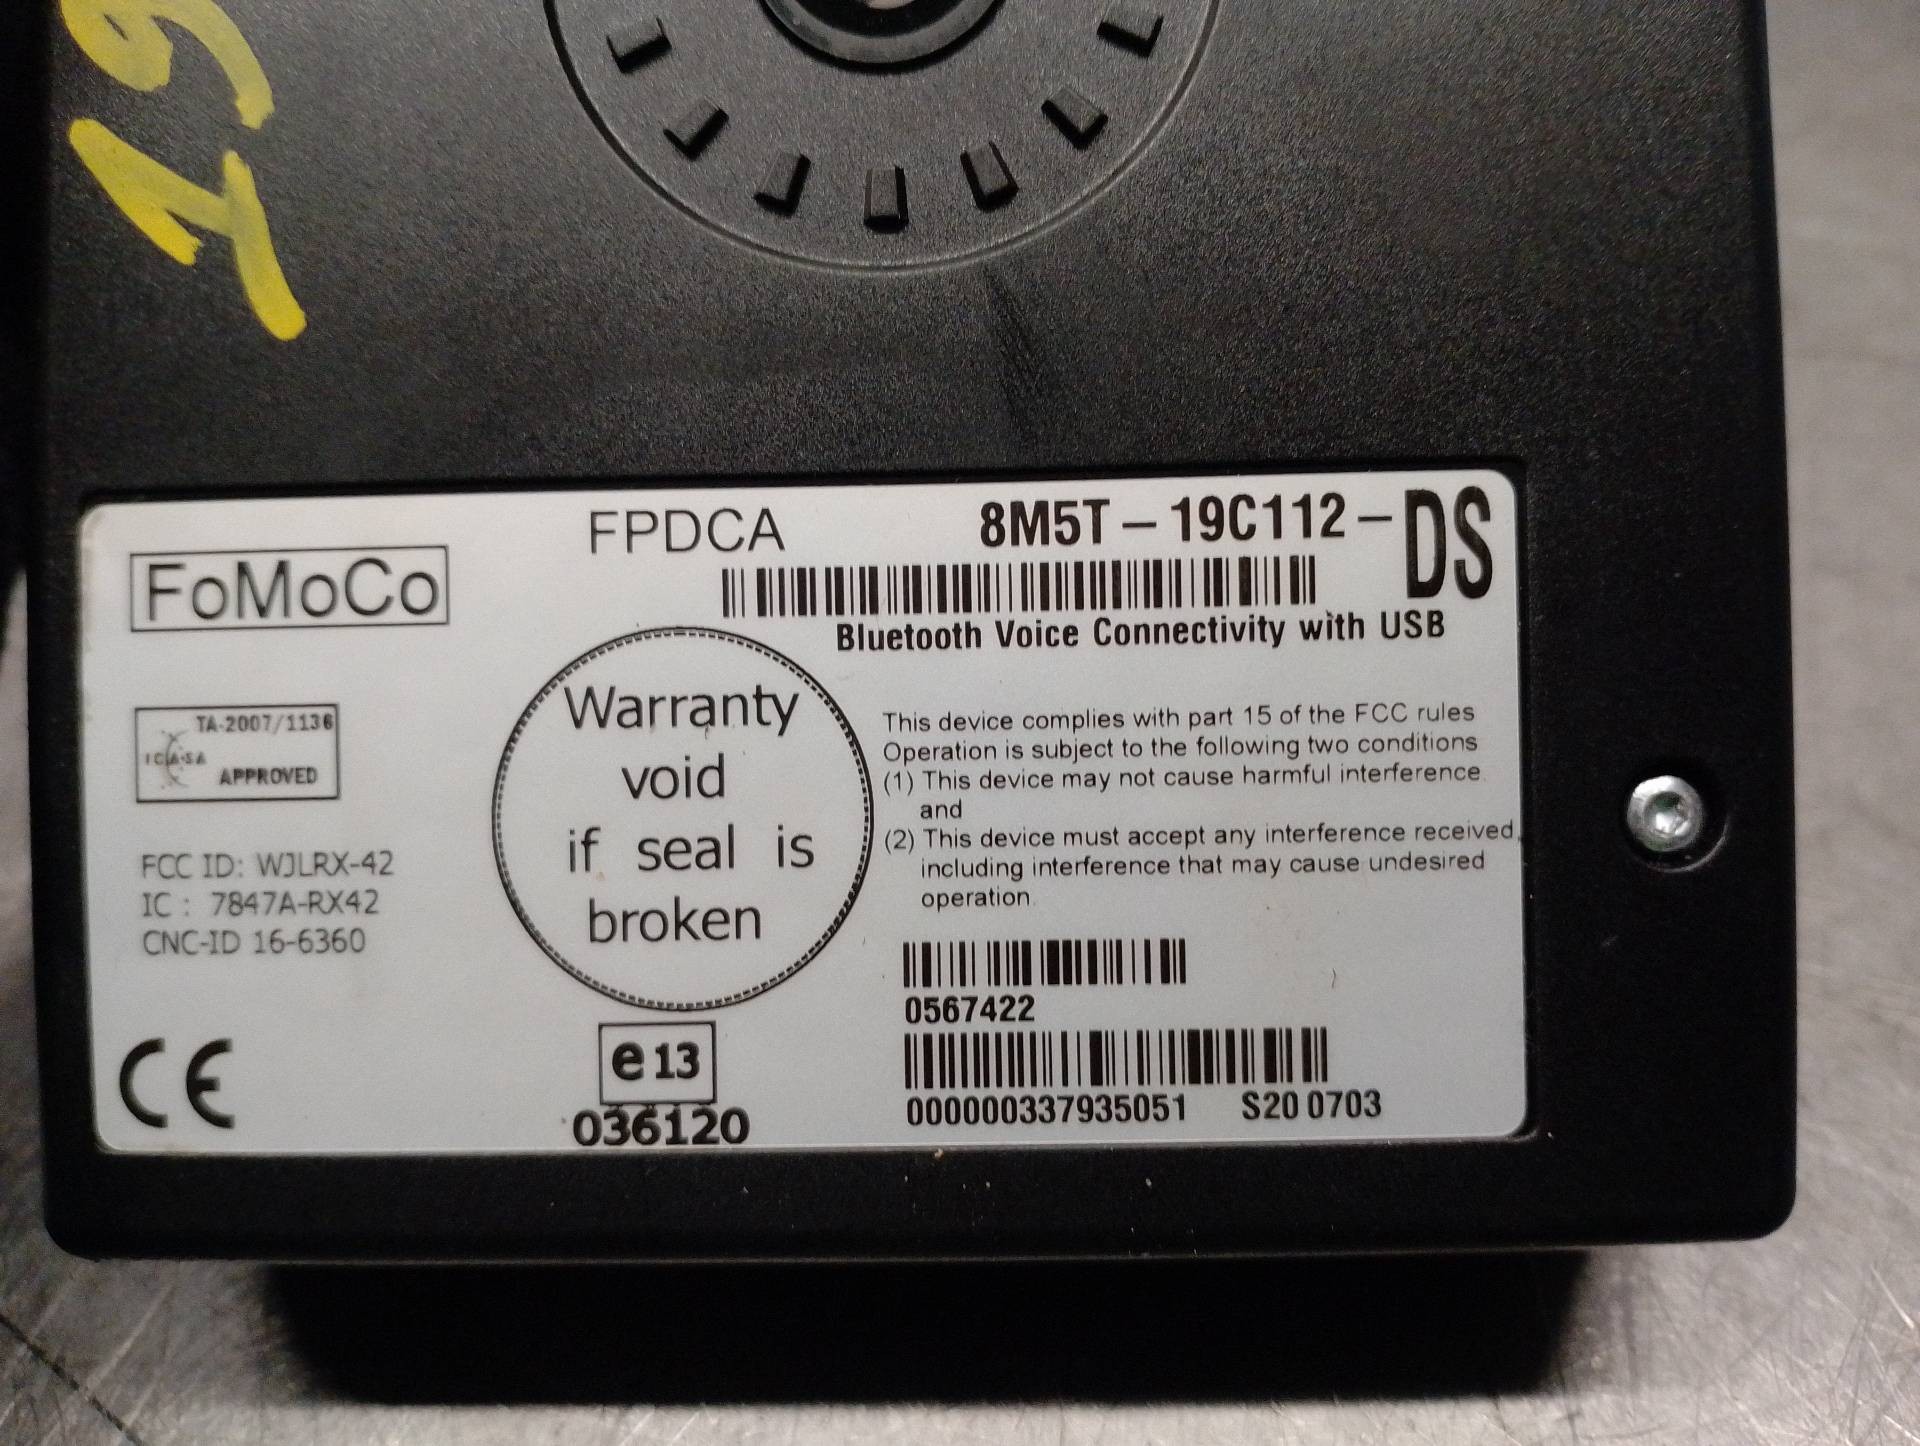 FPDCA 8M5T-19C112-DS
FoMoCo
Bluetooth Voice Connectivity with USB
TA-2007/1136
ICASA
APPROVED
Warranty
void
if seal is
broken
This device complies with part 15 of the FCC rules
Operation is subject to the following two conditions
(1) This device may not cause harmful interference
and
(2) This device must accept any interference received,
including interference that may cause undesired
operation.
FCC ID: WJLRX-42
IC : 7847A-RX42
CNC-ID 16-6360
0567422
CE
e13
036120
000000337935051 S20 0703